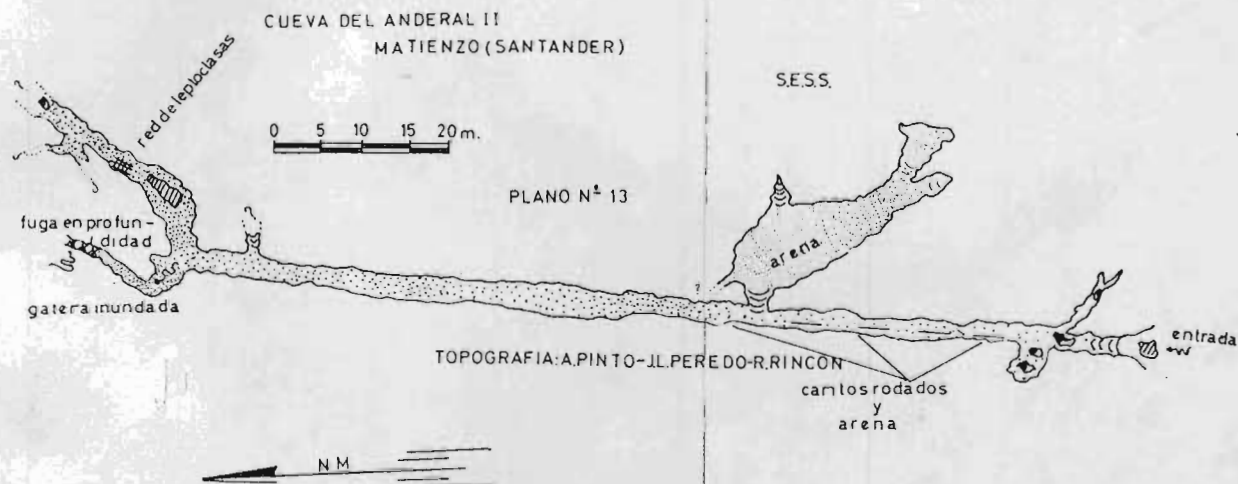 CUEVA DEL ANDERAL II
MATIENZO (SANTANDER)
S.E.S.S.
red de leptoclasas
0 5 10 15 20 m.
PLANO Nº 13
fuga en profun-
didad
arena
?
gatera inundada
entrada
TOPOGRAFIA: A.PINTO-J.L.PEREDO-R.RINCON
cantos rodados
y
arena
NM